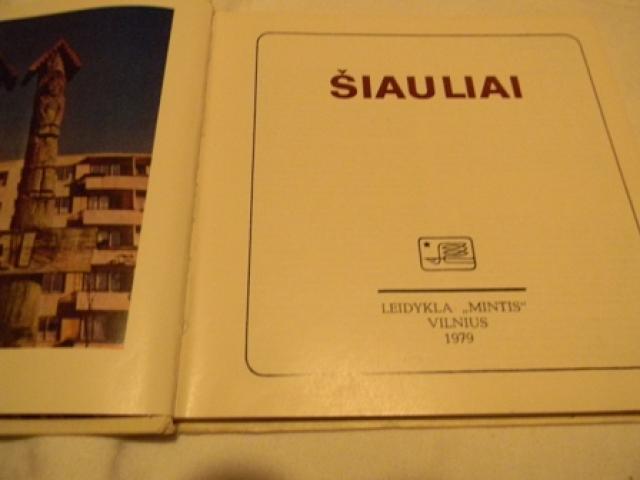 ŠIAULIAI
LEIDYKLA „MINTIS“
VILNIUS
1979